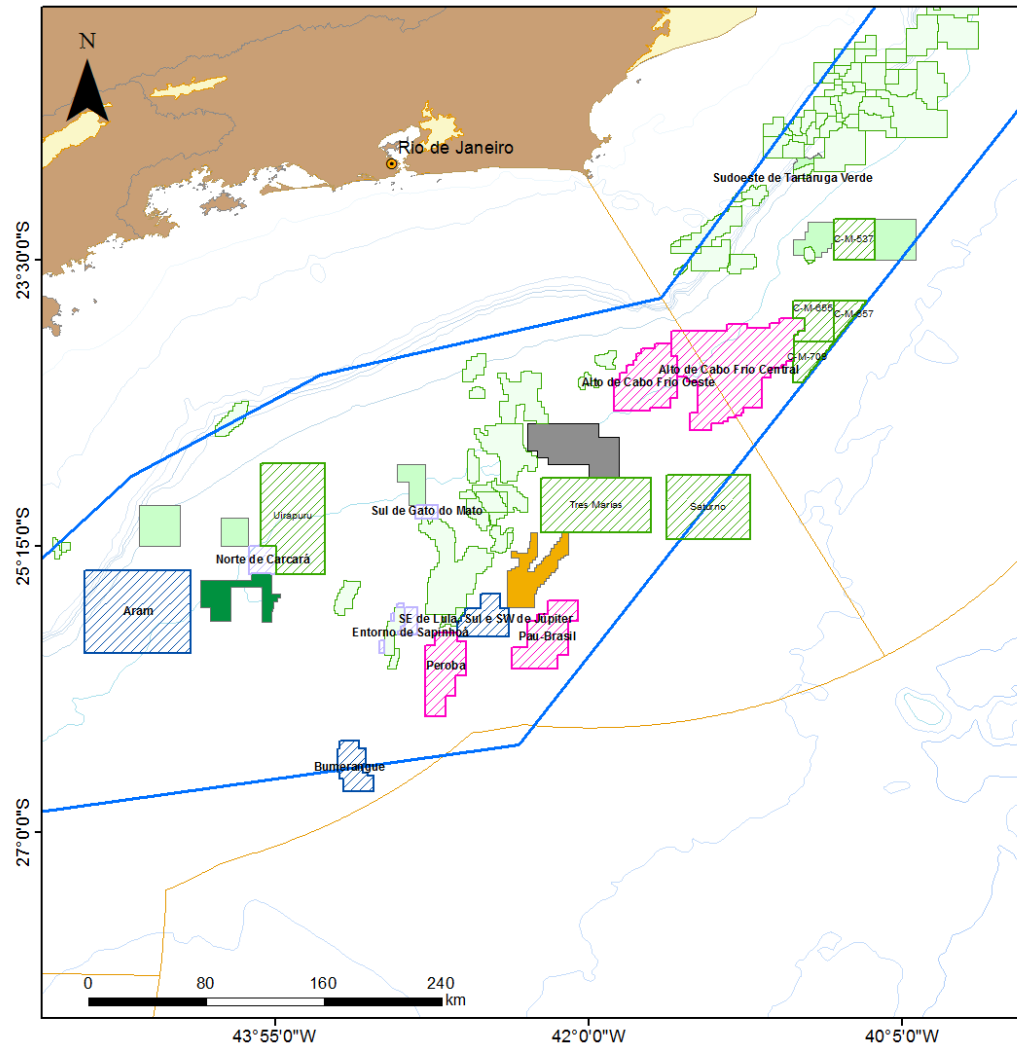 N
Rio de Janeiro
Sudoeste de Tartaruga Verde
C-M-537
23°30'0"S
C-M-655
C-M-657
C-M-709
Alto de Cabo Frio Central
Alto de Cabo Frio Oeste
Uirapuru
Sul de Gato do Mato
Tres Marias
Saturno
25°15'0"S
Norte de Carcará
Aram
SE de Lula, Sul e SW de Júpiter
Entorno de Sapinhoá
Pau-Brasil
Peroba
Bumerangue
27°0'0"S
0 80 160 240
km
43°55'0"W 42°0'0"W 40°5'0"W